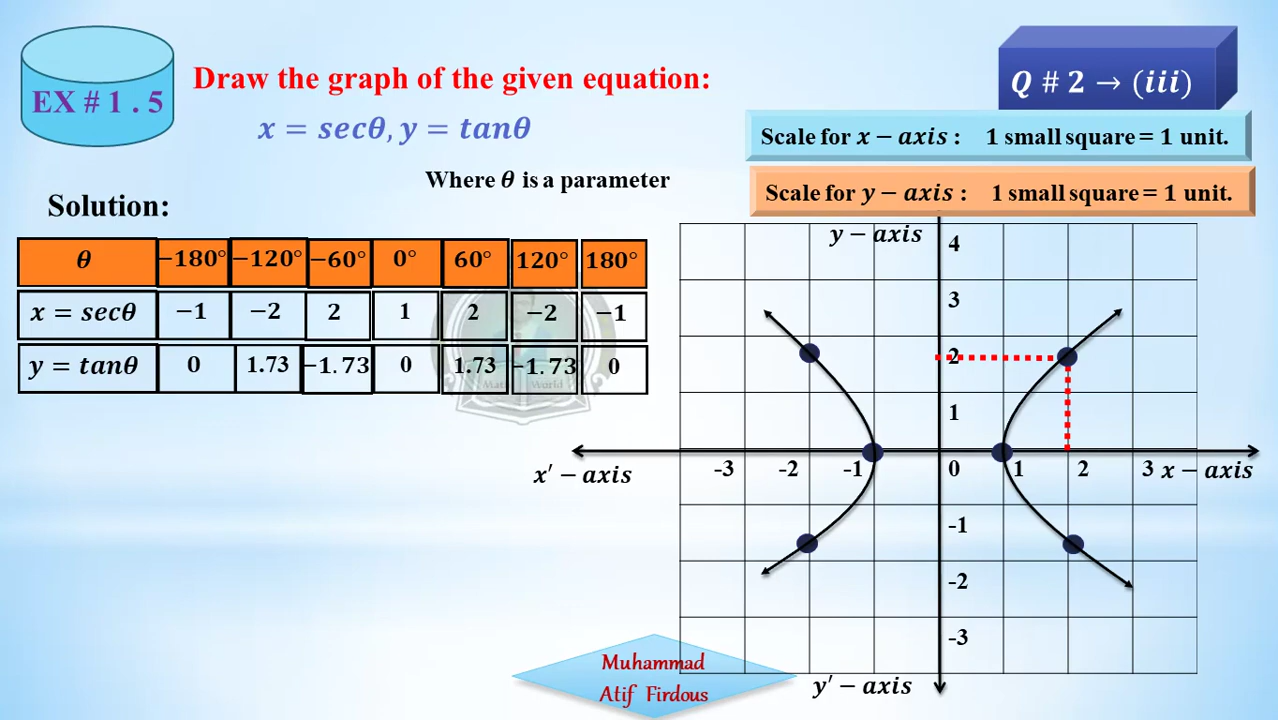 EX # 1 . 5
Draw the graph of the given equation:
x = secθ, y = tanθ
Q # 2 → (iii)
Scale for x − axis : 1 small square = 1 unit.
Where θ is a parameter
Scale for y − axis : 1 small square = 1 unit.
Solution:
θ −180° −120° −60° 0° 60° 120° 180°
x = secθ −1 −2 2 1 2 −2 −1
y = tanθ 0 1.73 −1.73 0 1.73 −1.73 0
Math World
y − axis
4
3
2
1
x′ − axis -3 -2 -1 0 1 2 3 x − axis
-1
-2
-3
y′ − axis
Muhammad
Atif Firdous